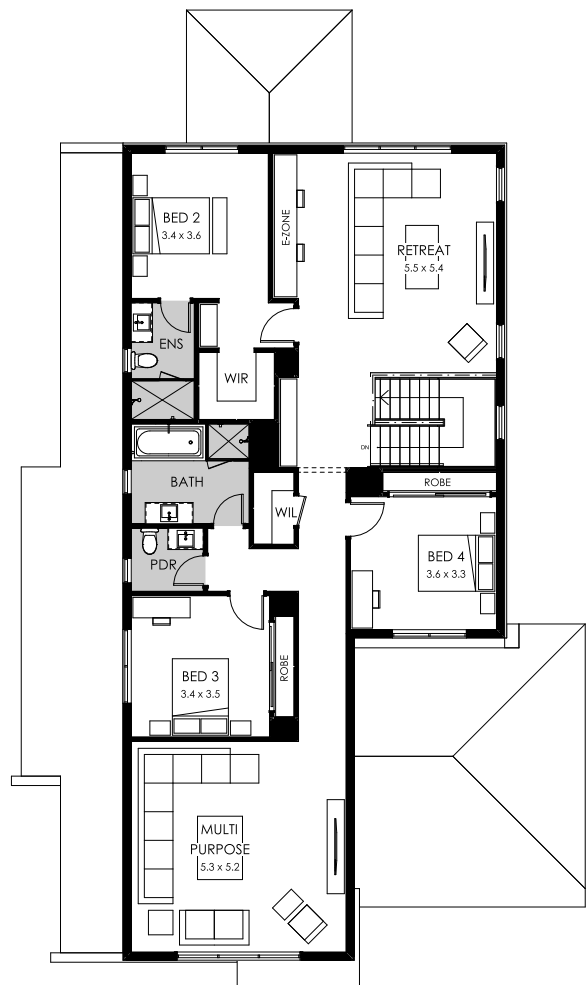 BED 2
3.4 x 3.6
E-ZONE
RETREAT
5.5 x 5.4
ENS
WIR
DN
BATH
WIL
ROBE
PDR
BED 4
3.6 x 3.3
BED 3
3.4 x 3.5
ROBE
MULTI
PURPOSE
5.3 x 5.2